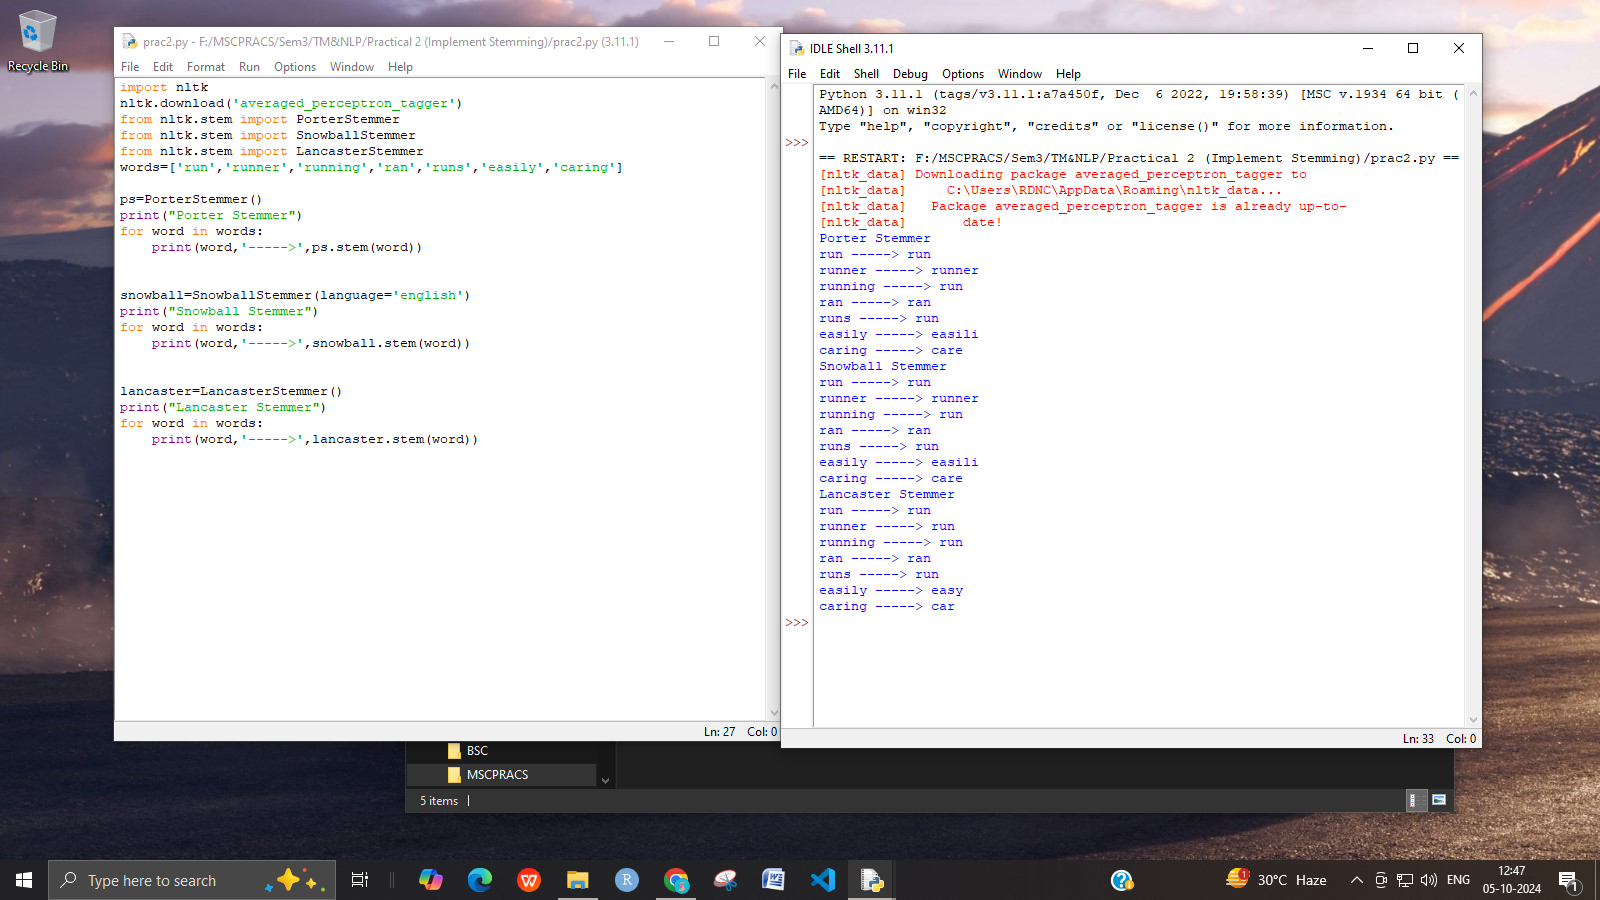 Recycle Bin
prac2.py - F:/MSCPRACS/Sem3/TM&NLP/Practical 2 (Implement Stemming)/prac2.py (3.11.1)
File Edit Format Run Options Window Help
import nltk
nltk.download('averaged_perceptron_tagger')
from nltk.stem import PorterStemmer
from nltk.stem import SnowballStemmer
from nltk.stem import LancasterStemmer
words=['run','runner','running','ran','runs','easily','caring']
ps=PorterStemmer()
print("Porter Stemmer")
for word in words:
    print(word,'----->',ps.stem(word))
snowball=SnowballStemmer(language='english')
print("Snowball Stemmer")
for word in words:
    print(word,'----->',snowball.stem(word))
lancaster=LancasterStemmer()
print("Lancaster Stemmer")
for word in words:
    print(word,'----->',lancaster.stem(word))
Ln: 27 Col: 0
IDLE Shell 3.11.1
File Edit Shell Debug Options Window Help
Python 3.11.1 (tags/v3.11.1:a7a450f, Dec  6 2022, 19:58:39) [MSC v.1934 64 bit (
AMD64)] on win32
Type "help", "copyright", "credits" or "license()" for more information.
>>>
== RESTART: F:/MSCPRACS/Sem3/TM&NLP/Practical 2 (Implement Stemming)/prac2.py ==
[nltk_data] Downloading package averaged_perceptron_tagger to
[nltk_data]     C:\Users\RDNC\AppData\Roaming\nltk_data...
[nltk_data]   Package averaged_perceptron_tagger is already up-to-
[nltk_data]       date!
Porter Stemmer
run -----> run
runner -----> runner
running -----> run
ran -----> ran
runs -----> run
easily -----> easili
caring -----> care
Snowball Stemmer
run -----> run
runner -----> runner
running -----> run
ran -----> ran
runs -----> run
easily -----> easili
caring -----> care
Lancaster Stemmer
run -----> run
runner -----> run
running -----> run
ran -----> ran
runs -----> run
easily -----> easy
caring -----> car
>>>
Ln: 33 Col: 0
BSC
MSCPRACS
5 items
Type here to search
W
R
W
?
1
30°C Haze
ENG
12:47
05-10-2024
1